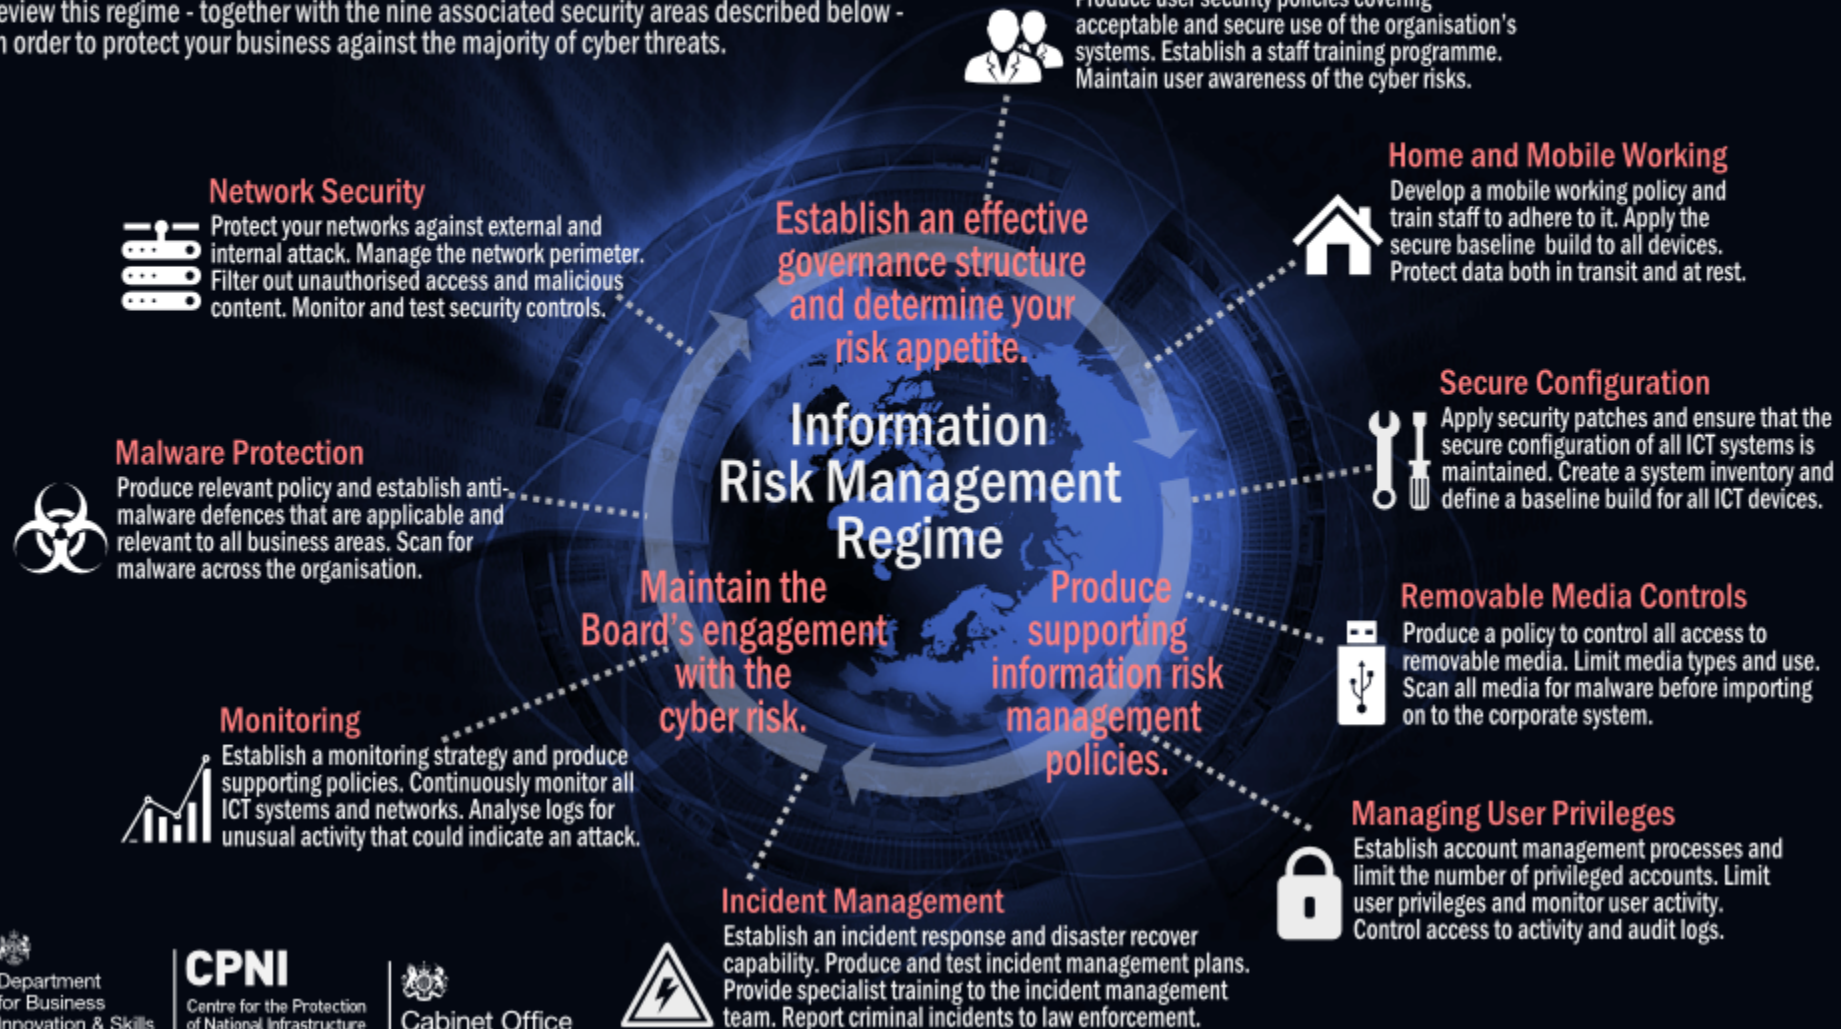 eview this regime - together with the nine associated security areas described below -
n order to protect your business against the majority of cyber threats.
Produce user security policies covering
acceptable and secure use of the organisation's
systems. Establish a staff training programme.
Maintain user awareness of the cyber risks.
Home and Mobile Working
Develop a mobile working policy and
train staff to adhere to it. Apply the
secure baseline build to all devices.
Protect data both in transit and at rest.
Network Security
Protect your networks against external and
internal attack. Manage the network perimeter.
Filter out unauthorised access and malicious
content. Monitor and test security controls.
Establish an effective
governance structure
and determine your
risk appetite.
Secure Configuration
Apply security patches and ensure that the
secure configuration of all ICT systems is
maintained. Create a system inventory and
define a baseline build for all ICT devices.
Information
Risk Management
Regime
Malware Protection
Produce relevant policy and establish anti-
malware defences that are applicable and
relevant to all business areas. Scan for
malware across the organisation.
Maintain the
Board's engagement
with the
cyber risk.
Produce
supporting
information risk
management
policies.
Removable Media Controls
Produce a policy to control all access to
removable media. Limit media types and use.
Scan all media for malware before importing
on to the corporate system.
Monitoring
Establish a monitoring strategy and produce
supporting policies. Continuously monitor all
ICT systems and networks. Analyse logs for
unusual activity that could indicate an attack.
Managing User Privileges
Establish account management processes and
limit the number of privileged accounts. Limit
user privileges and monitor user activity.
Control access to activity and audit logs.
Incident Management
Establish an incident response and disaster recover
capability. Produce and test incident management plans.
Provide specialist training to the incident management
team. Report criminal incidents to law enforcement.
Department
for Business
nnovation & Skills
CPNI
Centre for the Protection
of National Infrastructure
Cabinet Office